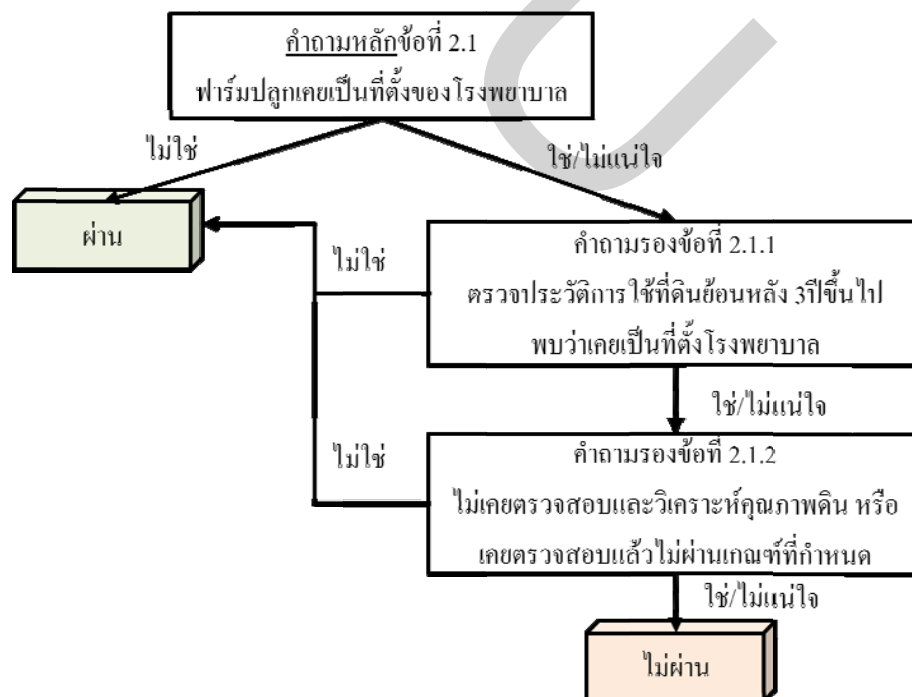 คำถามหลักข้อที่ 2.1
ฟาร์มปลูกเคยเป็นที่ตั้งของโรงพยาบาล
ไม่ใช่
ใช่/ไม่แน่ใจ
ผ่าน
คำถามรองข้อที่ 2.1.1
ตรวจประวัติการใช้ที่ดินย้อนหลัง 3ปีขึ้นไป
พบว่าเคยเป็นที่ตั้งโรงพยาบาล
ไม่ใช่
ใช่/ไม่แน่ใจ
คำถามรองข้อที่ 2.1.2
ไม่เคยตรวจสอบและวิเคราะห์คุณภาพดิน หรือ
เคยตรวจสอบแล้วไม่ผ่านเกณฑ์ที่กำหนด
ไม่ใช่
ใช่/ไม่แน่ใจ
ไม่ผ่าน